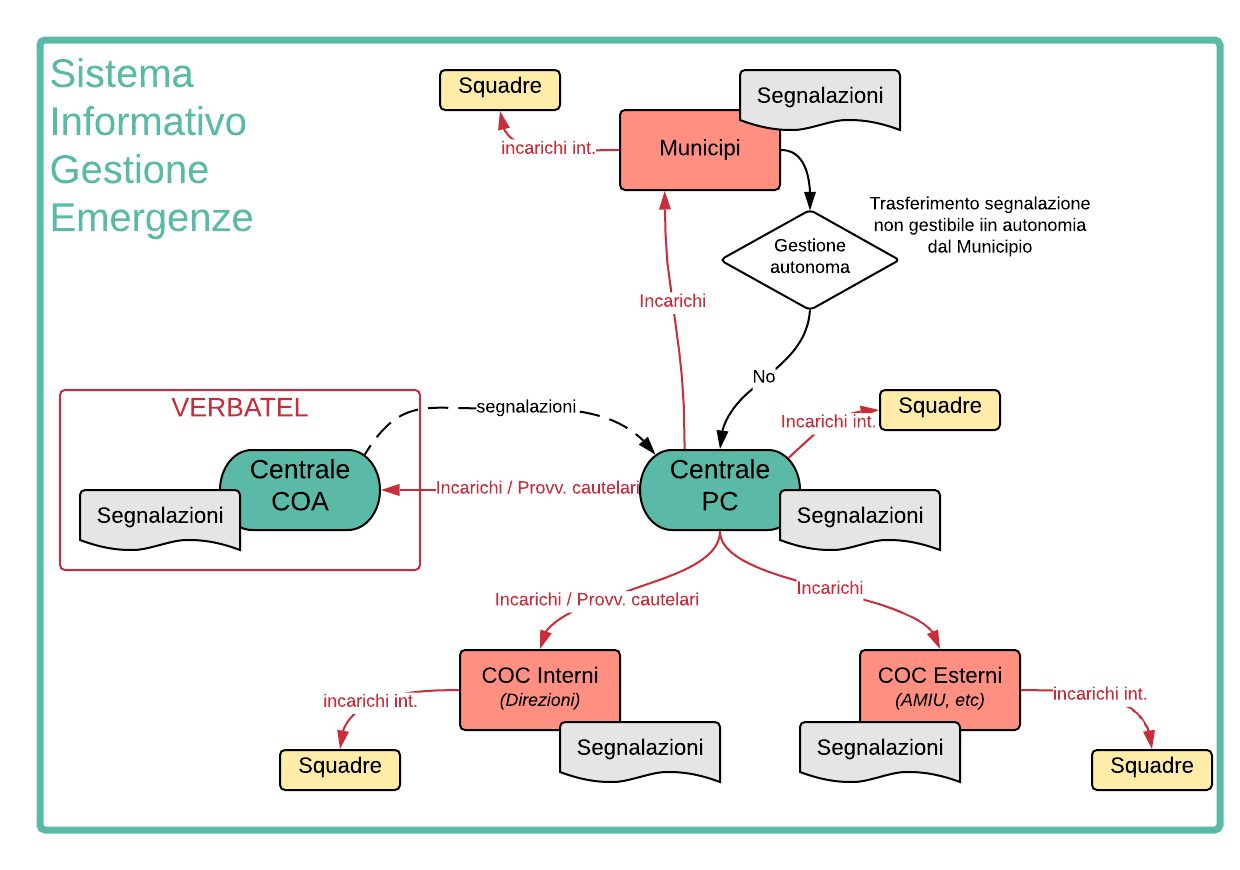 Sistema
Informativo
Gestione
Emergenze
Squadre
Segnalazioni
incarichi int.
Municipi
Trasferimento segnalazione
non gestibile iin autonomia
dal Municipio
Gestione
autonoma
Incarichi
No
VERBATEL
segnalazioni
Squadre
Incarichi int.
Centrale
COA
Segnalazioni
Incarichi / Provv. cautelari
Centrale
PC
Segnalazioni
Incarichi / Provv. cautelari
Incarichi
COC Interni
(Direzioni)
Segnalazioni
COC Esterni
(AMIU, etc)
Segnalazioni
incarichi int.
Squadre
incarichi int.
Squadre